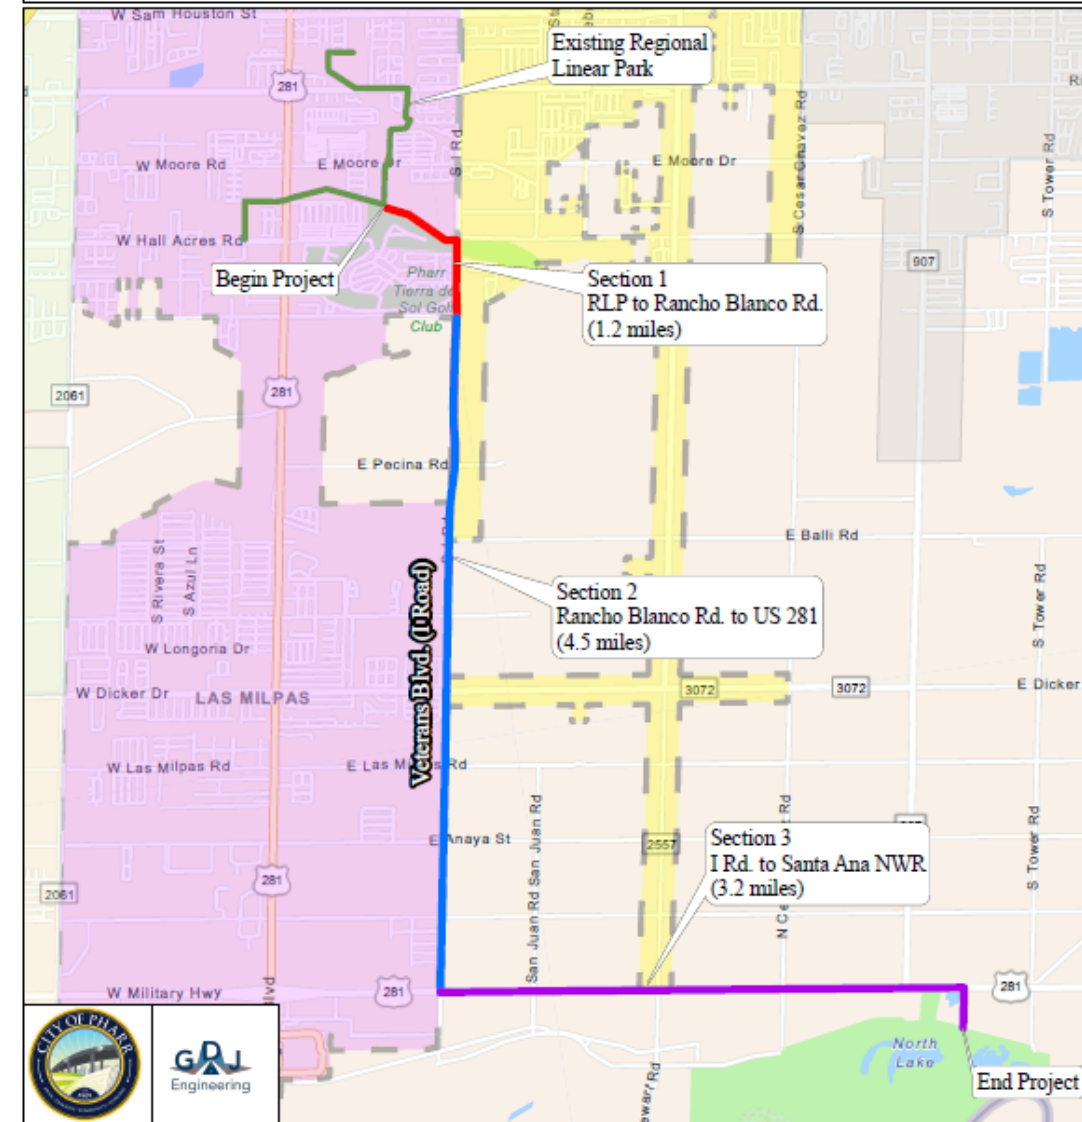 W Sam Houston St
Existing Regional
Linear Park
281
S I Rd
W Moore Rd
E Moore Dr
E Moore Dr
S Cesar Chavez Rd
S Tower Rd
W Hall Acres Rd
907
Begin Project
Pharr
Tierra de
Sol Golf
Club
Section 1
RLP to Rancho Blanco Rd.
(1.2 miles)
2061
281
E Pecina Rd
E Balli Rd
S Rivera St
S Azul Ln
Veterans Blvd. (I Road)
Section 2
Rancho Blanco Rd. to US 281
(4.5 miles)
S Tower Rd
W Longoria Dr
W Dicker Dr
LAS MILPAS
3072
3072
E Dicker
W Las Milpas Rd
E Las Milpas Rd
San Juan Rd
San Juan Rd
E Anaya St
2557
Section 3
I Rd. to Santa Ana NWR
(3.2 miles)
S Tower Rd
281
2061
W Military Hwy
281
281
Blvd
North
Lake
End Project
CITY OF PHARR
GDJ
Engineering